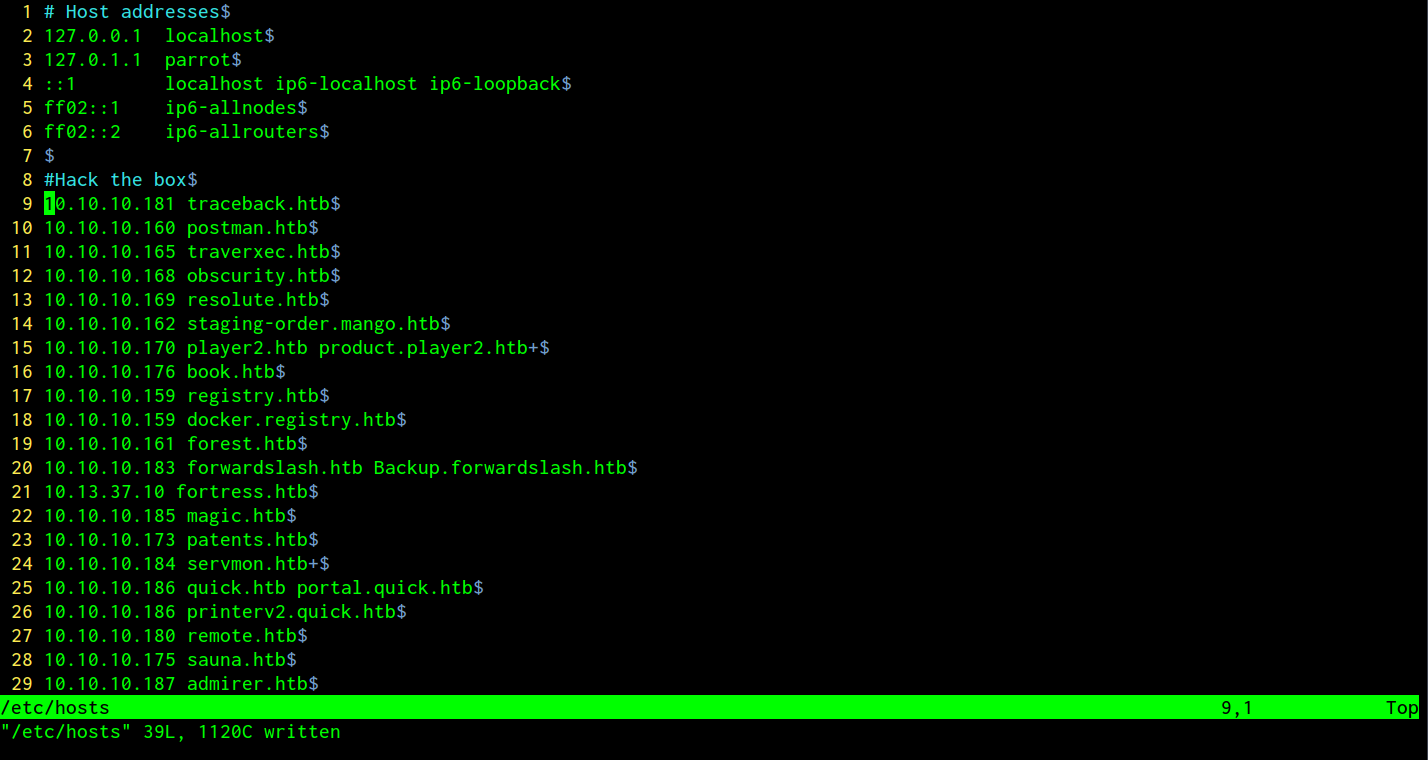 1 # Host addresses$
2 127.0.0.1  localhost$
3 127.0.1.1  parrot$
4 ::1        localhost ip6-localhost ip6-loopback$
5 ff02::1    ip6-allnodes$
6 ff02::2    ip6-allrouters$
7 $
8 #Hack the box$
9 10.10.10.181 traceback.htb$
10 10.10.10.160 postman.htb$
11 10.10.10.165 traverxec.htb$
12 10.10.10.168 obscurity.htb$
13 10.10.10.169 resolute.htb$
14 10.10.10.162 staging-order.mango.htb$
15 10.10.10.170 player2.htb product.player2.htb+$
16 10.10.10.176 book.htb$
17 10.10.10.159 registry.htb$
18 10.10.10.159 docker.registry.htb$
19 10.10.10.161 forest.htb$
20 10.10.10.183 forwardslash.htb Backup.forwardslash.htb$
21 10.13.37.10 fortress.htb$
22 10.10.10.185 magic.htb$
23 10.10.10.173 patents.htb$
24 10.10.10.184 servmon.htb+$
25 10.10.10.186 quick.htb portal.quick.htb$
26 10.10.10.186 printerv2.quick.htb$
27 10.10.10.180 remote.htb$
28 10.10.10.175 sauna.htb$
29 10.10.10.187 admirer.htb$
/etc/hosts 9,1 Top
"/etc/hosts" 39L, 1120C written